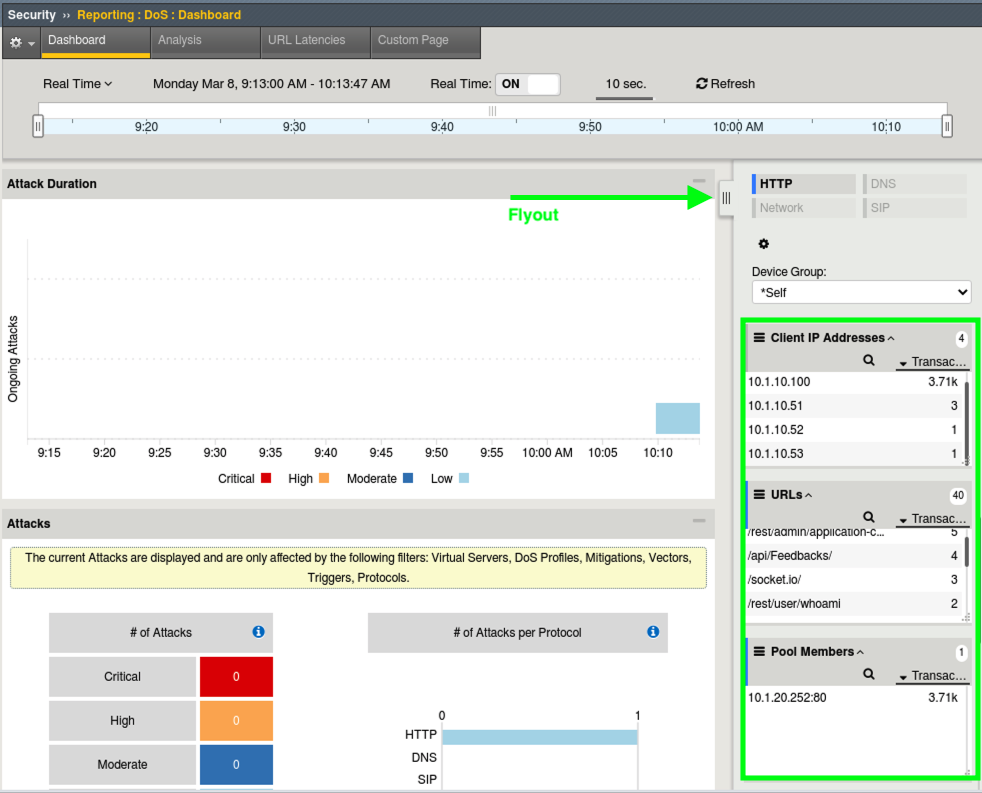 Security ›› Reporting : DoS : Dashboard
Dashboard
Analysis
URL Latencies
Custom Page
Real Time
Monday Mar 8, 9:13:00 AM - 10:13:47 AM
Real Time: ON
10 sec.
Refresh
9:20 9:30 9:40 9:50 10:00 AM 10:10
Attack Duration
Flyout
Ongoing Attacks
9:15 9:20 9:25 9:30 9:35 9:40 9:45 9:50 9:55 10:00 AM 10:05 10:10
Critical High Moderate Low
Attacks
The current Attacks are displayed and are only affected by the following filters: Virtual Servers, DoS Profiles, Mitigations, Vectors,
Triggers, Protocols.
# of Attacks
Critical 0
High 0
Moderate 0
# of Attacks per Protocol
0 1
HTTP
DNS
SIP
HTTP DNS
Network SIP
Device Group:
*Self
Client IP Addresses 4
Transac...
10.1.10.100 3.71k
10.1.10.51 3
10.1.10.52 1
10.1.10.53 1
URLs 40
Transac...
/rest/admin/application-c... 5
/api/Feedbacks/ 4
/socket.io/ 3
/rest/user/whoami 2
Pool Members 1
Transac...
10.1.20.252:80 3.71k